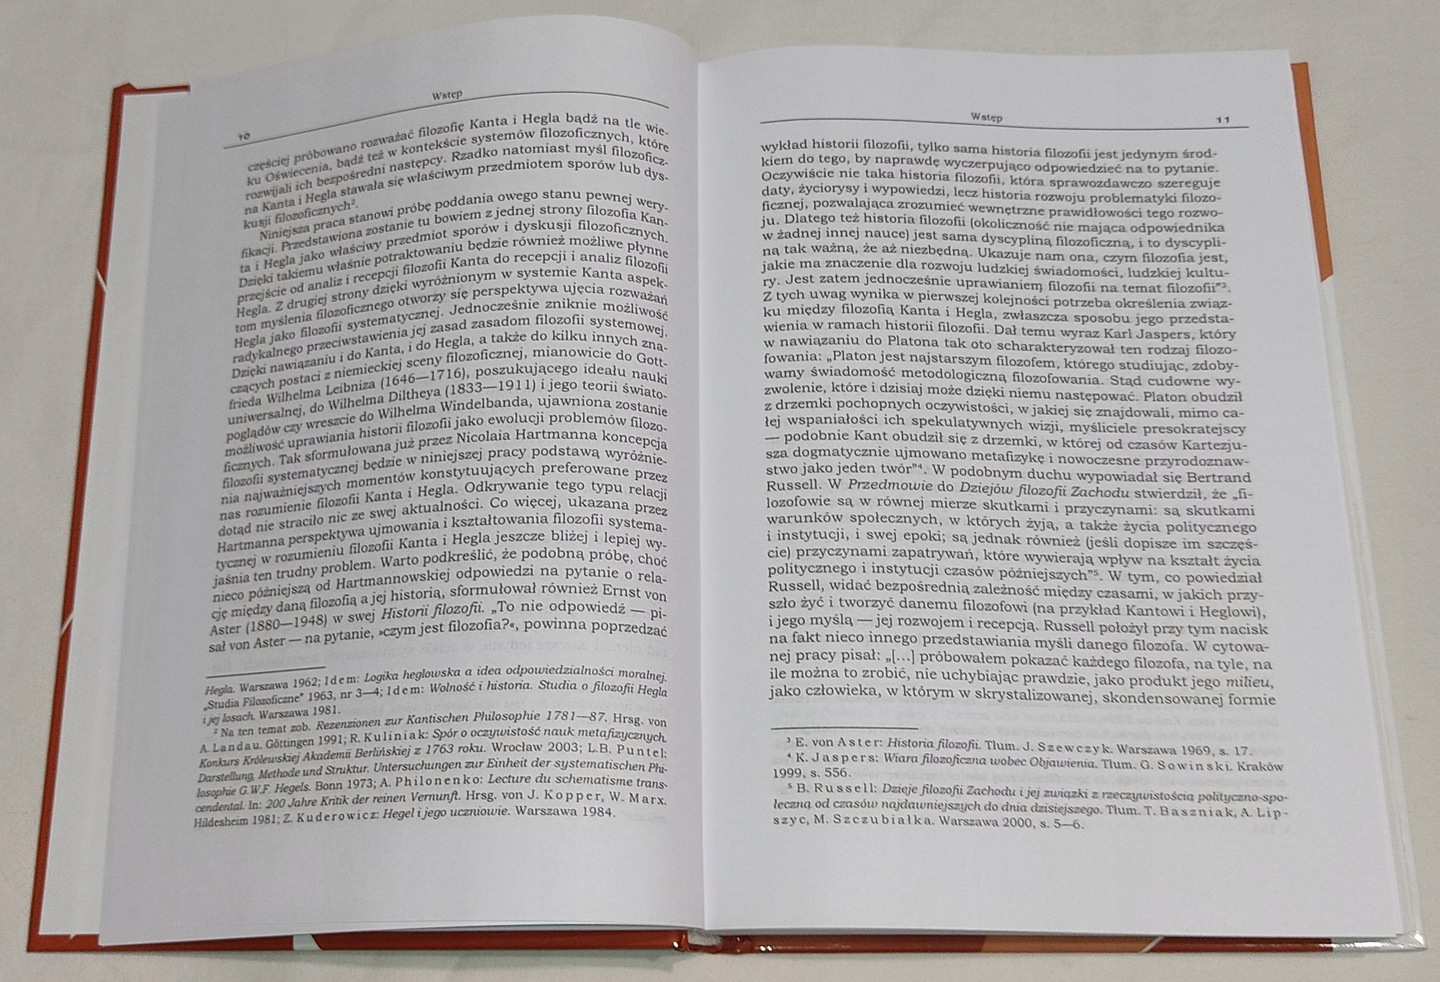 10
Wstęp
częściej próbowano rozważać filozofię Kanta i Hegla bądź na tle wie-
ku Oświecenia, bądź też w kontekście systemów filozoficznych, które
rozwijali ich bezpośredni następcy. Rzadko natomiast myśl filozoficz-
na Kanta i Hegla stawała się właściwym przedmiotem sporów lub dys-
kusji filozoficznych².
Niniejsza praca stanowi próbę poddania owego stanu pewnej wery-
fikacji. Przedstawiona zostanie tu bowiem z jednej strony filozofia Kan-
ta i Hegla jako właściwy przedmiot sporów i dyskusji filozoficznych.
Dzięki takiemu właśnie potraktowaniu będzie również możliwe płynne
przejście od analiz i recepcji filozofii Kanta do recepcji i analiz filozofii
Hegla. Z drugiej strony dzięki wyróżnionym w systemie Kanta aspek-
tom myślenia filozoficznego otworzy się perspektywa ujęcia rozważań
Hegla jako filozofii systematycznej. Jednocześnie zniknie możliwość
radykalnego przeciwstawienia jej zasad zasadom filozofii systemowej.
Dzięki nawiązaniu i do Kanta, i do Hegla, a także do kilku innych zna-
czących postaci z niemieckiej sceny filozoficznej, mianowicie do Gott-
frieda Wilhelma Leibniza (1646—1716), poszukującego ideału nauki
uniwersalnej, do Wilhelma Diltheya (1833—1911) i jego teorii świato-
poglądów czy wreszcie do Wilhelma Windelbanda, ujawniona zostanie
możliwość uprawiania historii filozofii jako ewolucji problemów filozo-
ficznych. Tak sformułowana już przez Nicolaia Hartmanna koncepcja
filozofii systematycznej będzie w niniejszej pracy podstawą wyróżnie-
nia najważniejszych momentów konstytuujących preferowane przez
nas rozumienie filozofii Kanta i Hegla. Odkrywanie tego typu relacji
dotąd nie straciło nic ze swej aktualności. Co więcej, ukazana przez
Hartmanna perspektywa ujmowania i kształtowania filozofii systema-
tycznej w rozumieniu filozofii Kanta i Hegla jeszcze bliżej i lepiej wy-
jaśnia ten trudny problem. Warto podkreślić, że podobną próbę, choć
nieco późniejszą od Hartmannowskiej odpowiedzi na pytanie o rela-
cję między daną filozofią a jej historią, sformułował również Ernst von
Aster (1880—1948) w swej Historii filozofii. „To nie odpowiedź — pi-
sał von Aster — na pytanie, »czym jest filozofia?«, powinna poprzedzać
Hegla. Warszawa 1962; Idem: Logika heglowska a idea odpowiedzialności moralnej.
„Studia Filozoficzne" 1963, nr 3—4; Idem: Wolność i historia. Studia o filozofii Hegla
i jej losach. Warszawa 1981.
² Na ten temat zob. Rezenzionen zur Kantischen Philosophie 1781—87. Hrsg. von
A. Landau. Göttingen 1991; R. Kuliniak: Spór o oczywistość nauk metafizycznych.
Konkurs Królewskiej Akademii Berlińskiej z 1763 roku. Wrocław 2003; L.B. Puntel:
Darstellung, Methode und Struktur. Untersuchungen zur Einheit der systematischen Phi-
losophie G.W.F. Hegels. Bonn 1973; A. Philonenko: Lecture du schematisme trans-
cendental. In: 200 Jahre Kritik der reinen Vernunft. Hrsg. von J. Kopper, W. Marx.
Hildesheim 1981; Z. Kuderowicz: Hegel i jego uczniowie. Warszawa 1984.
Wstęp
11
wykład historii filozofii, tylko sama historia filozofii jest jedynym środ-
kiem do tego, by naprawdę wyczerpująco odpowiedzieć na to pytanie.
Oczywiście nie taka historia filozofii, która sprawozdawczo szereguje
daty, życiorysy i wypowiedzi, lecz historia rozwoju problematyki filozo-
ficznej, pozwalająca zrozumieć wewnętrzne prawidłowości tego rozwo-
ju. Dlatego też historia filozofii (okoliczność nie mająca odpowiednika
w żadnej innej nauce) jest sama dyscypliną filozoficzną, i to dyscypli-
ną tak ważną, że aż niezbędną. Ukazuje nam ona, czym filozofia jest,
jakie ma znaczenie dla rozwoju ludzkiej świadomości, ludzkiej kultu-
ry. Jest zatem jednocześnie uprawianiem filozofii na temat filozofii"³.
Z tych uwag wynika w pierwszej kolejności potrzeba określenia związ-
ku między filozofią Kanta i Hegla, zwłaszcza sposobu jego przedsta-
wienia w ramach historii filozofii. Dał temu wyraz Karl Jaspers, który
w nawiązaniu do Platona tak oto scharakteryzował ten rodzaj filozo-
fowania: „Platon jest najstarszym filozofem, którego studiując, zdoby-
wamy świadomość metodologiczną filozofowania. Stąd cudowne wy-
zwolenie, które i dzisiaj może dzięki niemu następować. Platon obudził
z drzemki pochopnych oczywistości, w jakiej się znajdowali, mimo ca-
łej wspaniałości ich spekulatywnych wizji, myśliciele presokratejscy
— podobnie Kant obudził się z drzemki, w której od czasów Kartezju-
sza dogmatycznie ujmowano metafizykę i nowoczesne przyrodoznaw-
stwo jako jeden twór"⁴. W podobnym duchu wypowiadał się Bertrand
Russell. W Przedmowie do Dziejów filozofii Zachodu stwierdził, że „fi-
lozofowie są w równej mierze skutkami i przyczynami: są skutkami
warunków społecznych, w których żyją, a także życia politycznego
i instytucji, i swej epoki; są jednak również (jeśli dopisze im szczęś-
cie) przyczynami zapatrywań, które wywierają wpływ na kształt życia
politycznego i instytucji czasów późniejszych"⁵. W tym, co powiedział
Russell, widać bezpośrednią zależność między czasami, w jakich przy-
szło żyć i tworzyć danemu filozofowi (na przykład Kantowi i Heglowi),
i jego myślą — jej rozwojem i recepcją. Russell położył przy tym nacisk
na fakt nieco innego przedstawiania myśli danego filozofa. W cytowa-
nej pracy pisał: „[...] próbowałem pokazać każdego filozofa, na tyle, na
ile można to zrobić, nie uchybiając prawdzie, jako produkt jego milieu,
jako człowieka, w którym w skrystalizowanej, skondensowanej formie
³ E. von Aster: Historia filozofii. Tłum. J. Szewczyk. Warszawa 1969, s. 17.
⁴ K. Jaspers: Wiara filozoficzna wobec Objawienia. Tłum. G. Sowinski. Kraków
1999, s. 556.
⁵ B. Russell: Dzieje filozofii Zachodu i jej związki z rzeczywistością polityczno-spo-
łeczną od czasów najdawniejszych do dnia dzisiejszego. Tłum. T. Baszniak, A. Lip-
szyc, M. Szczubiałka. Warszawa 2000, s. 5—6.